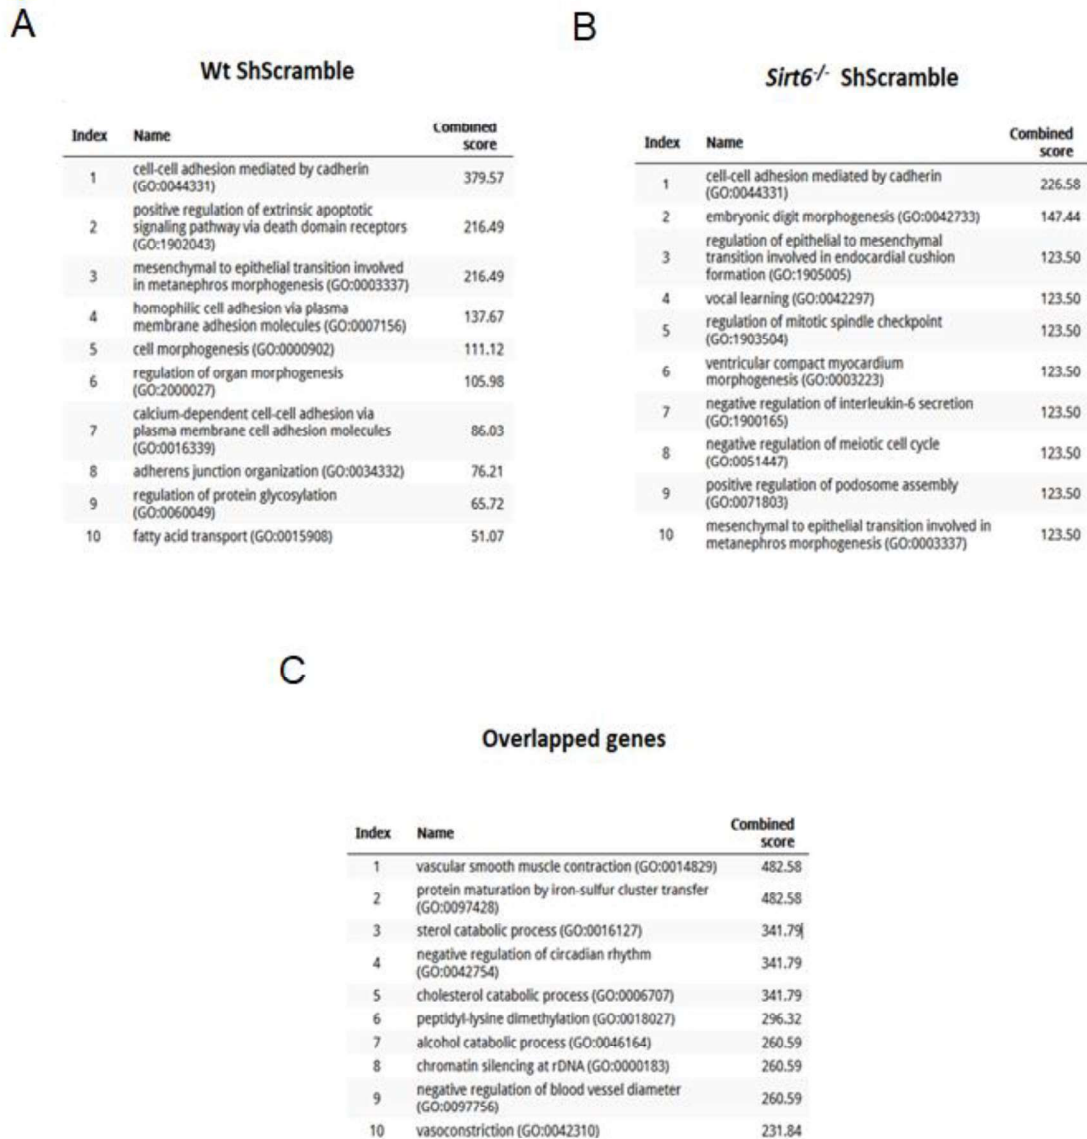 A
Wt ShScramble
Index Name Combined
score
1 cell-cell adhesion mediated by cadherin
(GO:0044331) 379.57
2 positive regulation of extrinsic apoptotic
signaling pathway via death domain receptors
(GO:1902043) 216.49
3 mesenchymal to epithelial transition involved
in metanephros morphogenesis (GO:0003337) 216.49
4 homophilic cell adhesion via plasma
membrane adhesion molecules (GO:0007156) 137.67
5 cell morphogenesis (GO:0000902) 111.12
6 regulation of organ morphogenesis
(GO:2000027) 105.98
7 calcium-dependent cell-cell adhesion via
plasma membrane cell adhesion molecules
(GO:0016339) 86.03
8 adherens junction organization (GO:0034332) 76.21
9 regulation of protein glycosylation
(GO:0060049) 65.72
10 fatty acid transport (GO:0015908) 51.07
B
Sirt6-/- ShScramble
Index Name Combined
score
1 cell-cell adhesion mediated by cadherin
(GO:0044331) 226.58
2 embryonic digit morphogenesis (GO:0042733) 147.44
3 regulation of epithelial to mesenchymal
transition involved in endocardial cushion
formation (GO:1905005) 123.50
4 vocal learning (GO:0042297) 123.50
5 regulation of mitotic spindle checkpoint
(GO:1903504) 123.50
6 ventricular compact myocardium
morphogenesis (GO:0003223) 123.50
7 negative regulation of interleukin-6 secretion
(GO:1900165) 123.50
8 negative regulation of meiotic cell cycle
(GO:0051447) 123.50
9 positive regulation of podosome assembly
(GO:0071803) 123.50
10 mesenchymal to epithelial transition involved in
metanephros morphogenesis (GO:0003337) 123.50
C
Overlapped genes
Index Name Combined
score
1 vascular smooth muscle contraction (GO:0014829) 482.58
2 protein maturation by iron-sulfur cluster transfer
(GO:0097428) 482.58
3 sterol catabolic process (GO:0016127) 341.79
4 negative regulation of circadian rhythm
(GO:0042754) 341.79
5 cholesterol catabolic process (GO:0006707) 341.79
6 peptidyl-lysine dimethylation (GO:0018027) 296.32
7 alcohol catabolic process (GO:0046164) 260.59
8 chromatin silencing at rDNA (GO:0000183) 260.59
9 negative regulation of blood vessel diameter
(GO:0097756) 260.59
10 vasoconstriction (GO:0042310) 231.84